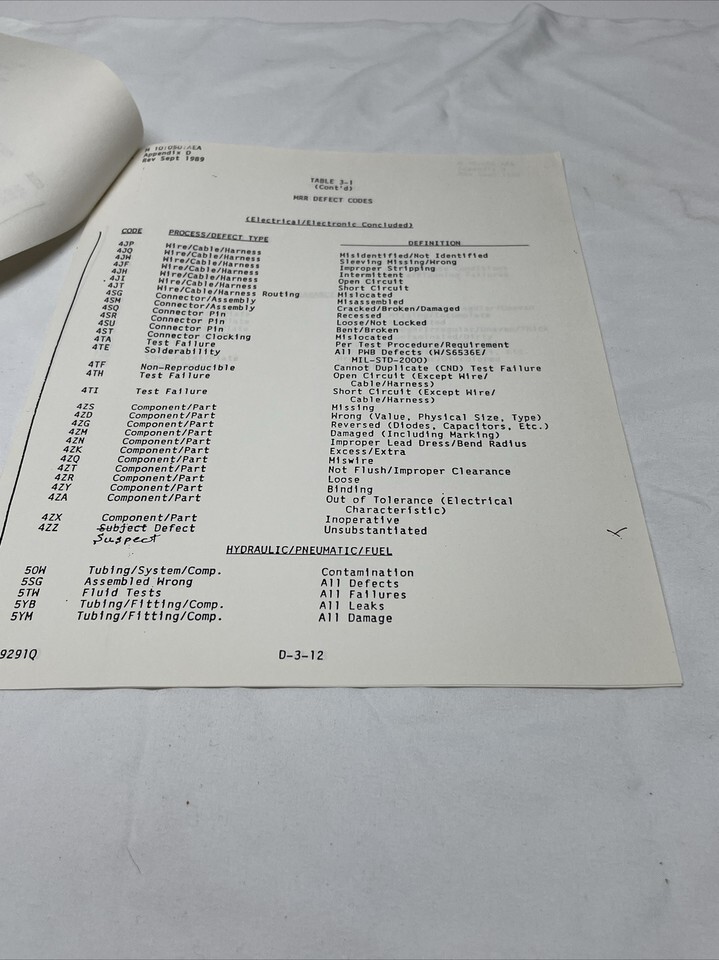 M 10:050:AEA
Appendix D
Rev Sept 1989
TABLE 3-1
(Cont'd)
MRB DEFECT CODES
(Electrical/Electronic Concluded)
CODE PROCESS/DEFECT TYPE DEFINITION
4JP Wire/Cable/Harness Misidentified/Not Identified
4JQ Wire/Cable/Harness Sleeving Missing/Wrong
4JW Wire/Cable/Harness Improper Stripping
4JF Wire/Cable/Harness Intermittent
4JH Wire/Cable/Harness Open Circuit
4JI Wire/Cable/Harness Short Circuit
4JT Wire/Cable/Harness Routing Mislocated
4SG Connector/Assembly Misassembled
4SM Connector/Assembly Cracked/Broken/Damaged
4SQ Connector Pin Recessed
4SR Connector Pin Loose/Not Locked
4SU Connector Pin Bent/Broken
4ST Connector Clocking Mislocated
4TA Test Failure Per Test Procedure/Requirement
4TE Solderability All PWB Defects (W/S6536E/
MIL-STD-2000)
4TF Non-Reproducible Cannot Duplicate (CND) Test Failure
4TH Test Failure Open Circuit (Except Wire/
Cable/Harness)
4TI Test Failure Short Circuit (Except Wire/
Cable/Harness)
4ZS Component/Part Missing
4ZD Component/Part Wrong (Value, Physical Size, Type)
4ZG Component/Part Reversed (Diodes, Capacitors, Etc.)
4ZM Component/Part Damaged (Including Marking)
4ZN Component/Part Improper Lead Dress/Bend Radius
4ZK Component/Part Excess/Extra
4ZQ Component/Part Miswire
4ZT Component/Part Not Flush/Improper Clearance
4ZR Component/Part Loose
4ZY Component/Part Binding
4ZA Component/Part Out of Tolerance (Electrical
Characteristic)
4ZX Component/Part Inoperative
4ZZ Subject Defect Unsubstantiated
Suspect
HYDRAULIC/PNEUMATIC/FUEL
5OW Tubing/System/Comp. Contamination
5SG Assembled Wrong All Defects
5TW Fluid Tests All Failures
5YB Tubing/Fitting/Comp. All Leaks
5YM Tubing/Fitting/Comp. All Damage
9291Q D-3-12